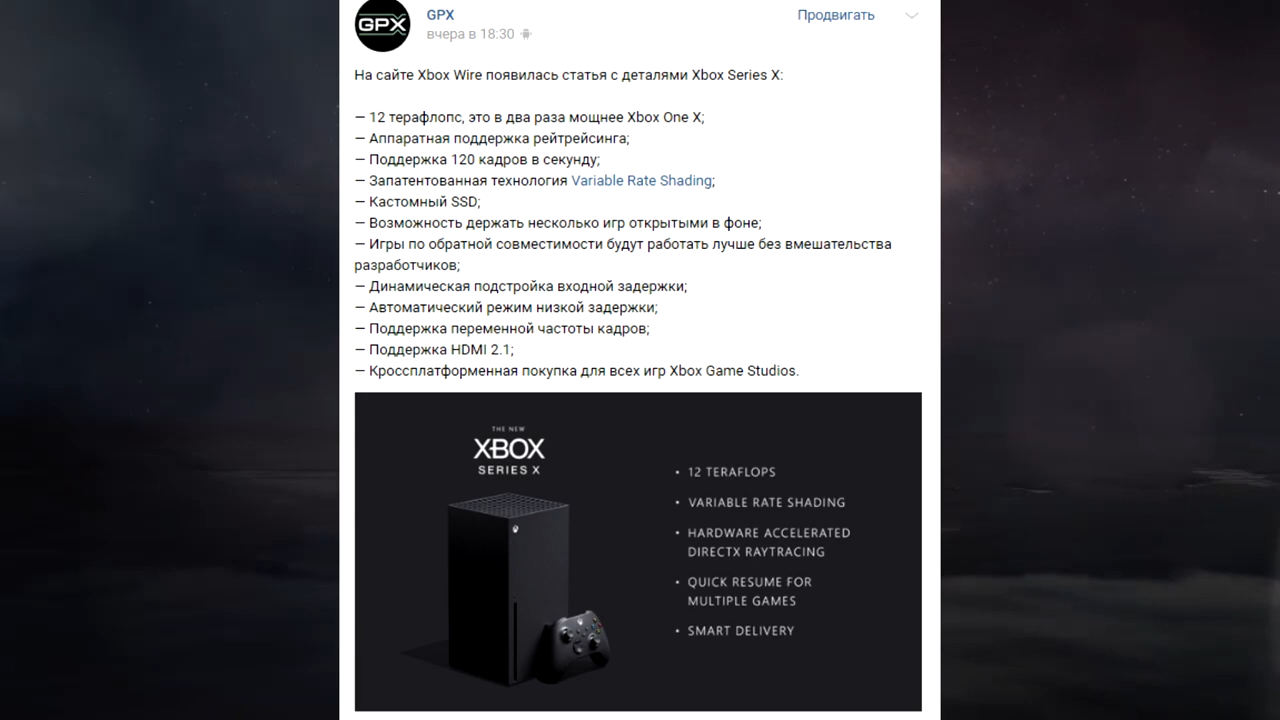 GPX
GPX
Продвигать
вчера в 18:30
На сайте Xbox Wire появилась статья с деталями Xbox Series X:
— 12 терафлопс, это в два раза мощнее Xbox One X;
— Аппаратная поддержка рейтрейсинга;
— Поддержка 120 кадров в секунду;
— Запатентованная технология Variable Rate Shading;
— Кастомный SSD;
— Возможность держать несколько игр открытыми в фоне;
— Игры по обратной совместимости будут работать лучше без вмешательства
разработчиков;
— Динамическая подстройка входной задержки;
— Автоматический режим низкой задержки;
— Поддержка переменной частоты кадров;
— Поддержка HDMI 2.1;
— Кроссплатформенная покупка для всех игр Xbox Game Studios.
THE NEW
XBOX
SERIES X
• 12 TERAFLOPS
• VARIABLE RATE SHADING
• HARDWARE ACCELERATED
DIRECTX RAYTRACING
• QUICK RESUME FOR
MULTIPLE GAMES
• SMART DELIVERY